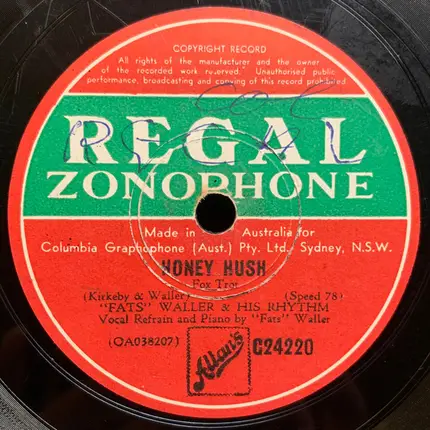 COPYRIGHT RECORD
All rights of the manufacturer and the owner
of the recorded work reserved. Unauthorised public
performance, broadcasting and copying of this record prohibited
REGAL
ZONOPHONE
Made in Australia for
Columbia Graphophone (Aust.) Pty. Ltd. Sydney, N.S.W.
HONEY HUSH
Fox Trot
(Kirkeby & Waller) (Speed 78)
"FATS" WALLER & HIS RHYTHM
Vocal Refrain and Piano by "Fats" Waller
(OA038207) Allan's G24220